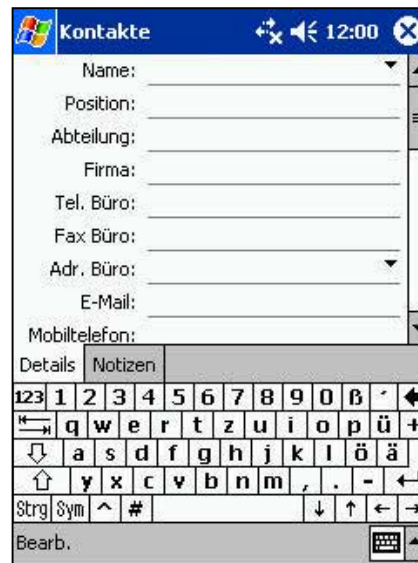 Kontakte 12:00
Name:
Position:
Abteilung:
Firma:
Tel. Büro:
Fax Büro:
Adr. Büro:
E-Mail:
Mobiltelefon:
Details Notizen
123 1 2 3 4 5 6 7 8 9 0 ß ´
q w e r t z u i o p ü +
a s d f g h j k l ö ä
y x c v b n m , . -
Strg Sym ^ # ↓ ↑ ← →
Bearb.